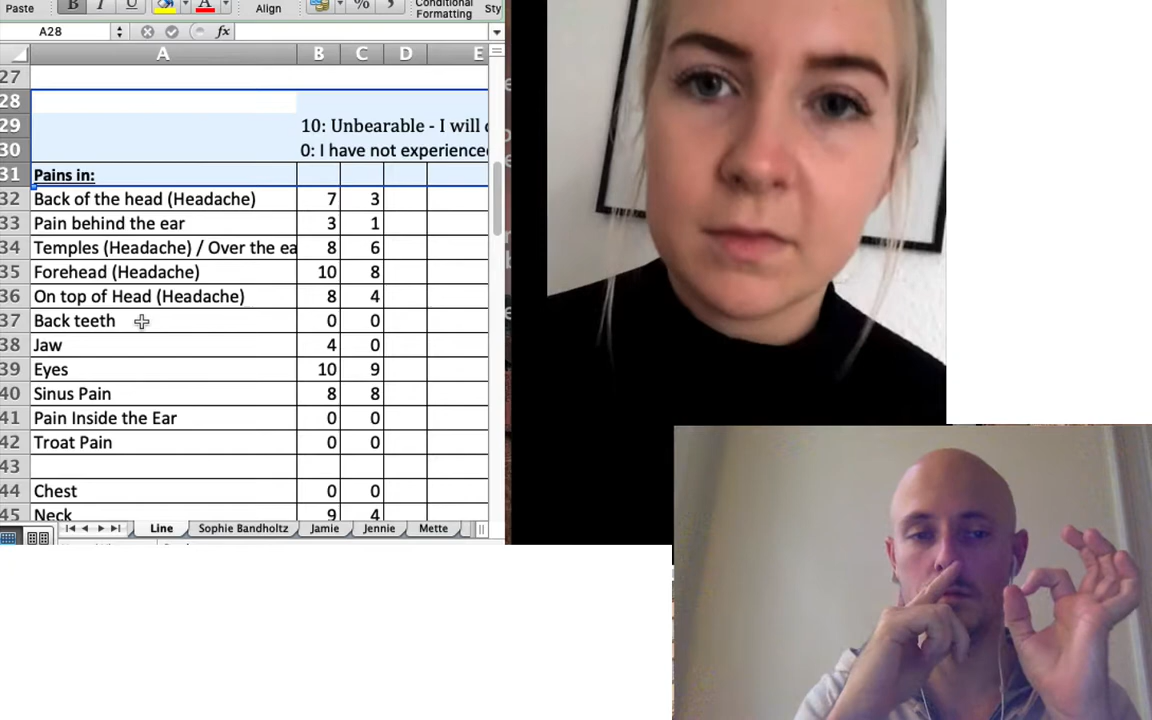 Paste
B I U A
Align
%
Conditional
Formatting
Sty
A28 fx
A B C D E
27
28
29 10: Unbearable - I will
30 0: I have not experience
31 Pains in:
32 Back of the head (Headache) 7 3
33 Pain behind the ear 3 1
34 Temples (Headache) / Over the ea 8 6
35 Forehead (Headache) 10 8
36 On top of Head (Headache) 8 4
37 Back teeth 0 0
38 Jaw 4 0
39 Eyes 10 9
40 Sinus Pain 8 8
41 Pain Inside the Ear 0 0
42 Troat Pain 0 0
43
44 Chest 0 0
45 Neck 9 4
Line Sophie Bandholtz Jamie Jennie Mette